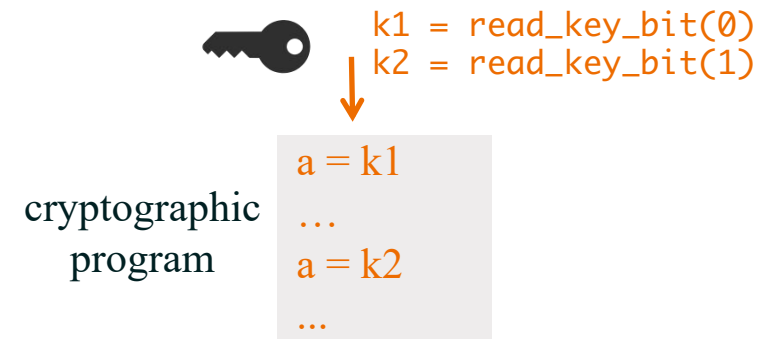 k1 = read_key_bit(0)
k2 = read_key_bit(1)
cryptographic
program
a = k1
…
a = k2
...